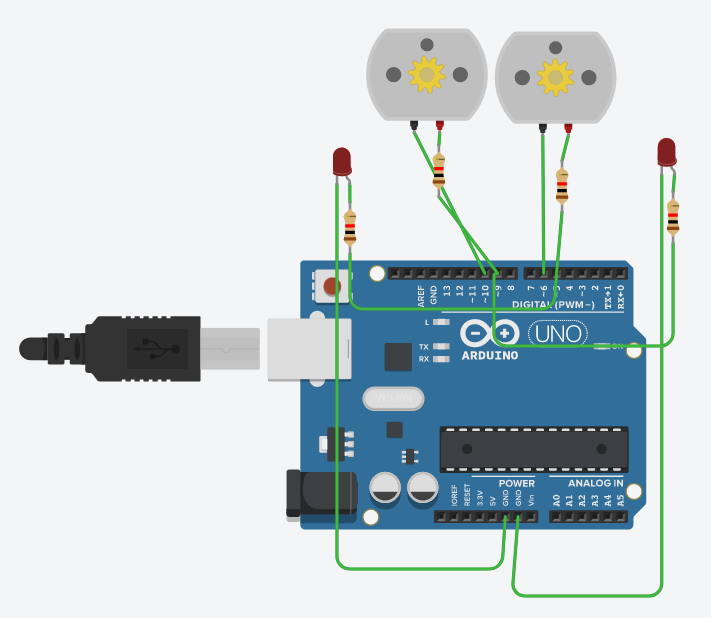 AREF
GND
13
12
~11
~10
~9
8
7
~6
~5
4
~3
2
TX→1
RX←0
DIGITAL (PWM~)
L
TX
RX
UNO
ON
ARDUINO
POWER
ANALOG IN
IOREF
RESET
3.3V
5V
GND
GND
Vin
A0
A1
A2
A3
A4
A5